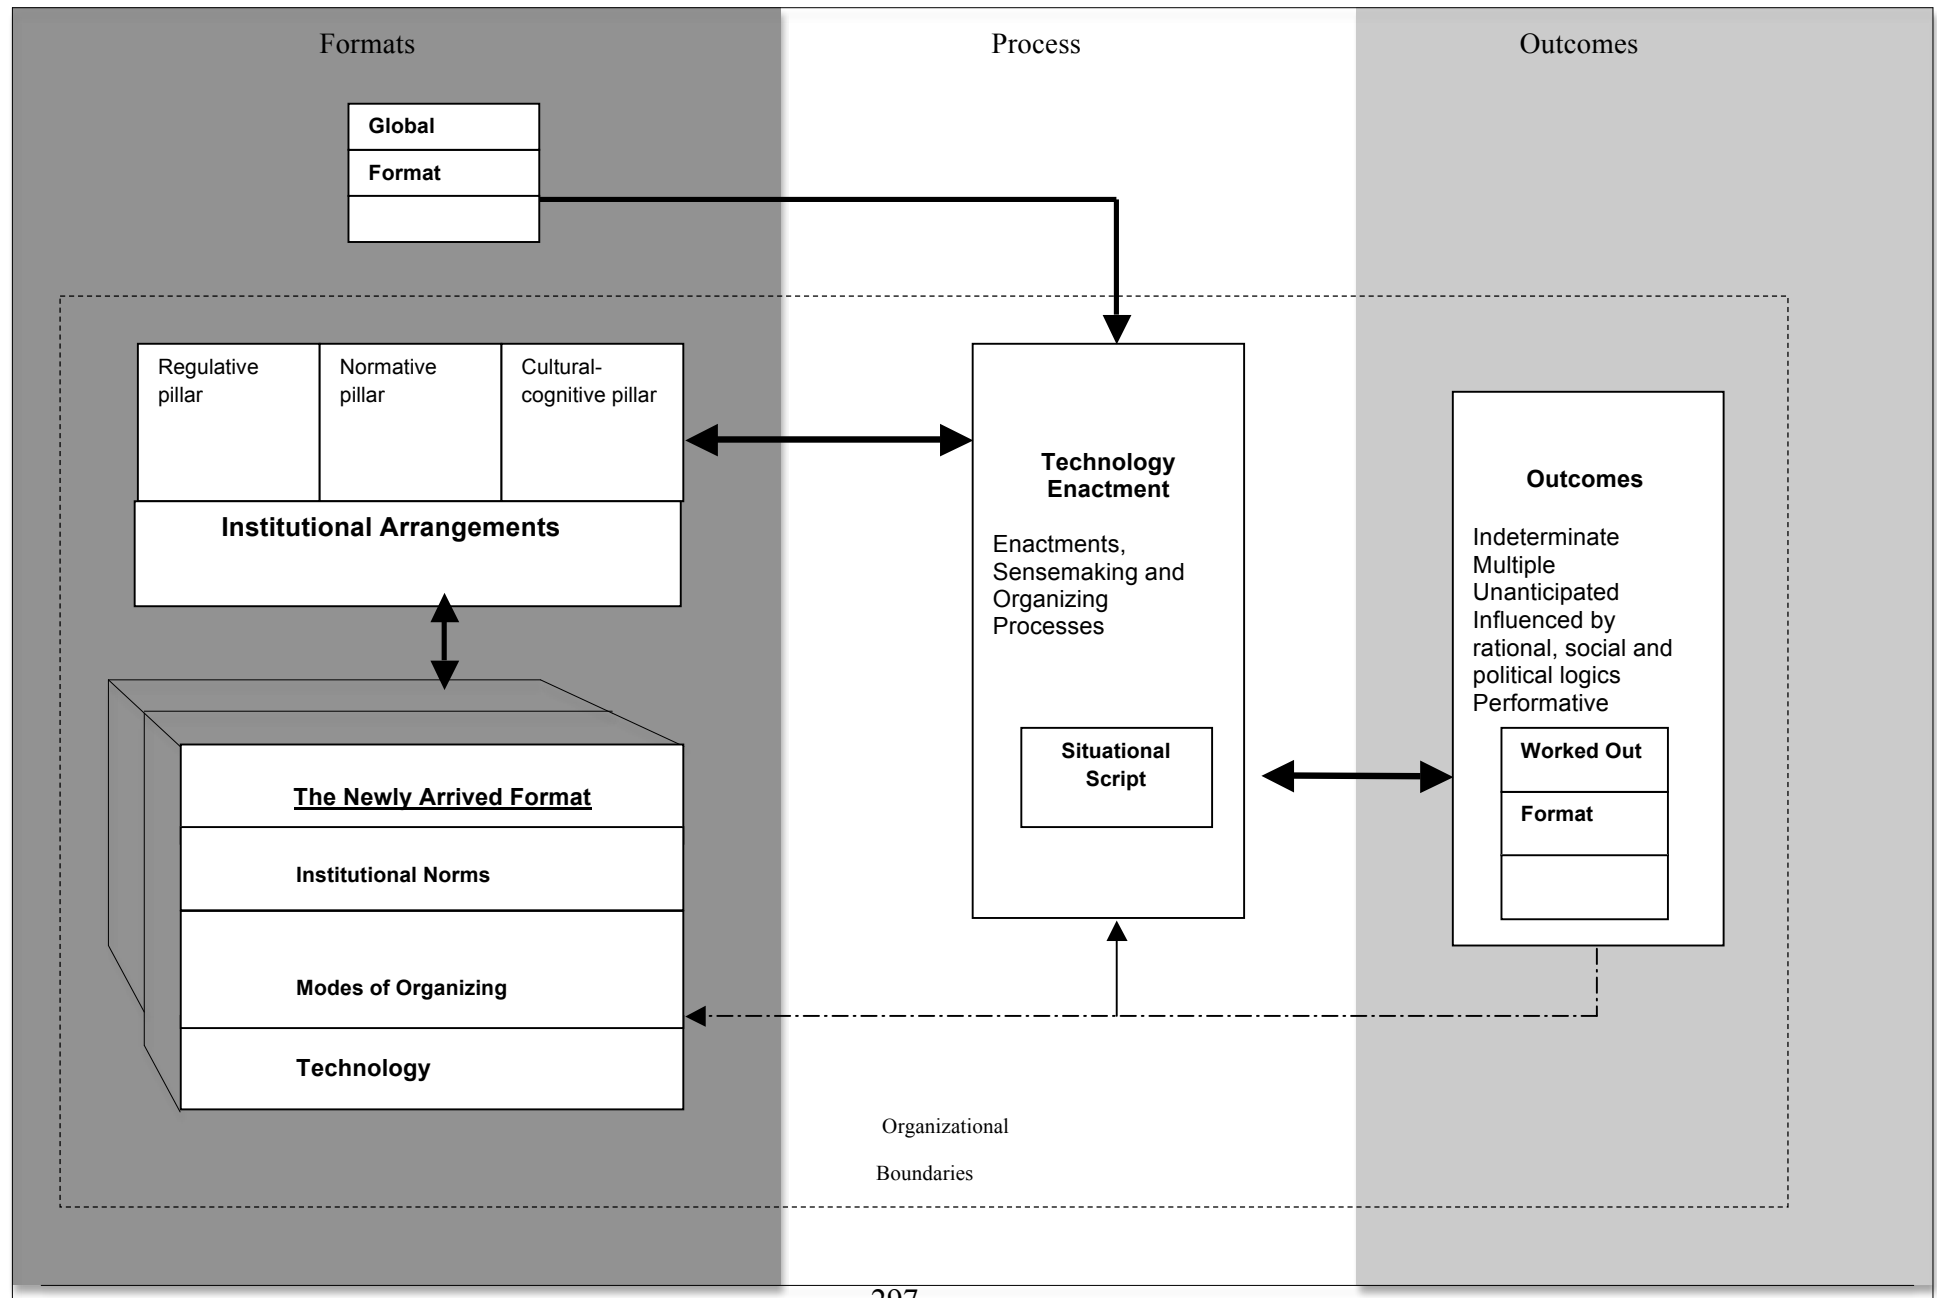 Formats
Process
Outcomes
Global
Format
Regulative
pillar
Normative
pillar
Cultural-
cognitive pillar
Institutional Arrangements
The Newly Arrived Format
Institutional Norms
Modes of Organizing
Technology
Technology
Enactment
Enactments,
Sensemaking and
Organizing
Processes
Situational
Script
Outcomes
Indeterminate
Multiple
Unanticipated
Influenced by
rational, social and
political logics
Performative
Worked Out
Format
Organizational
Boundaries
297